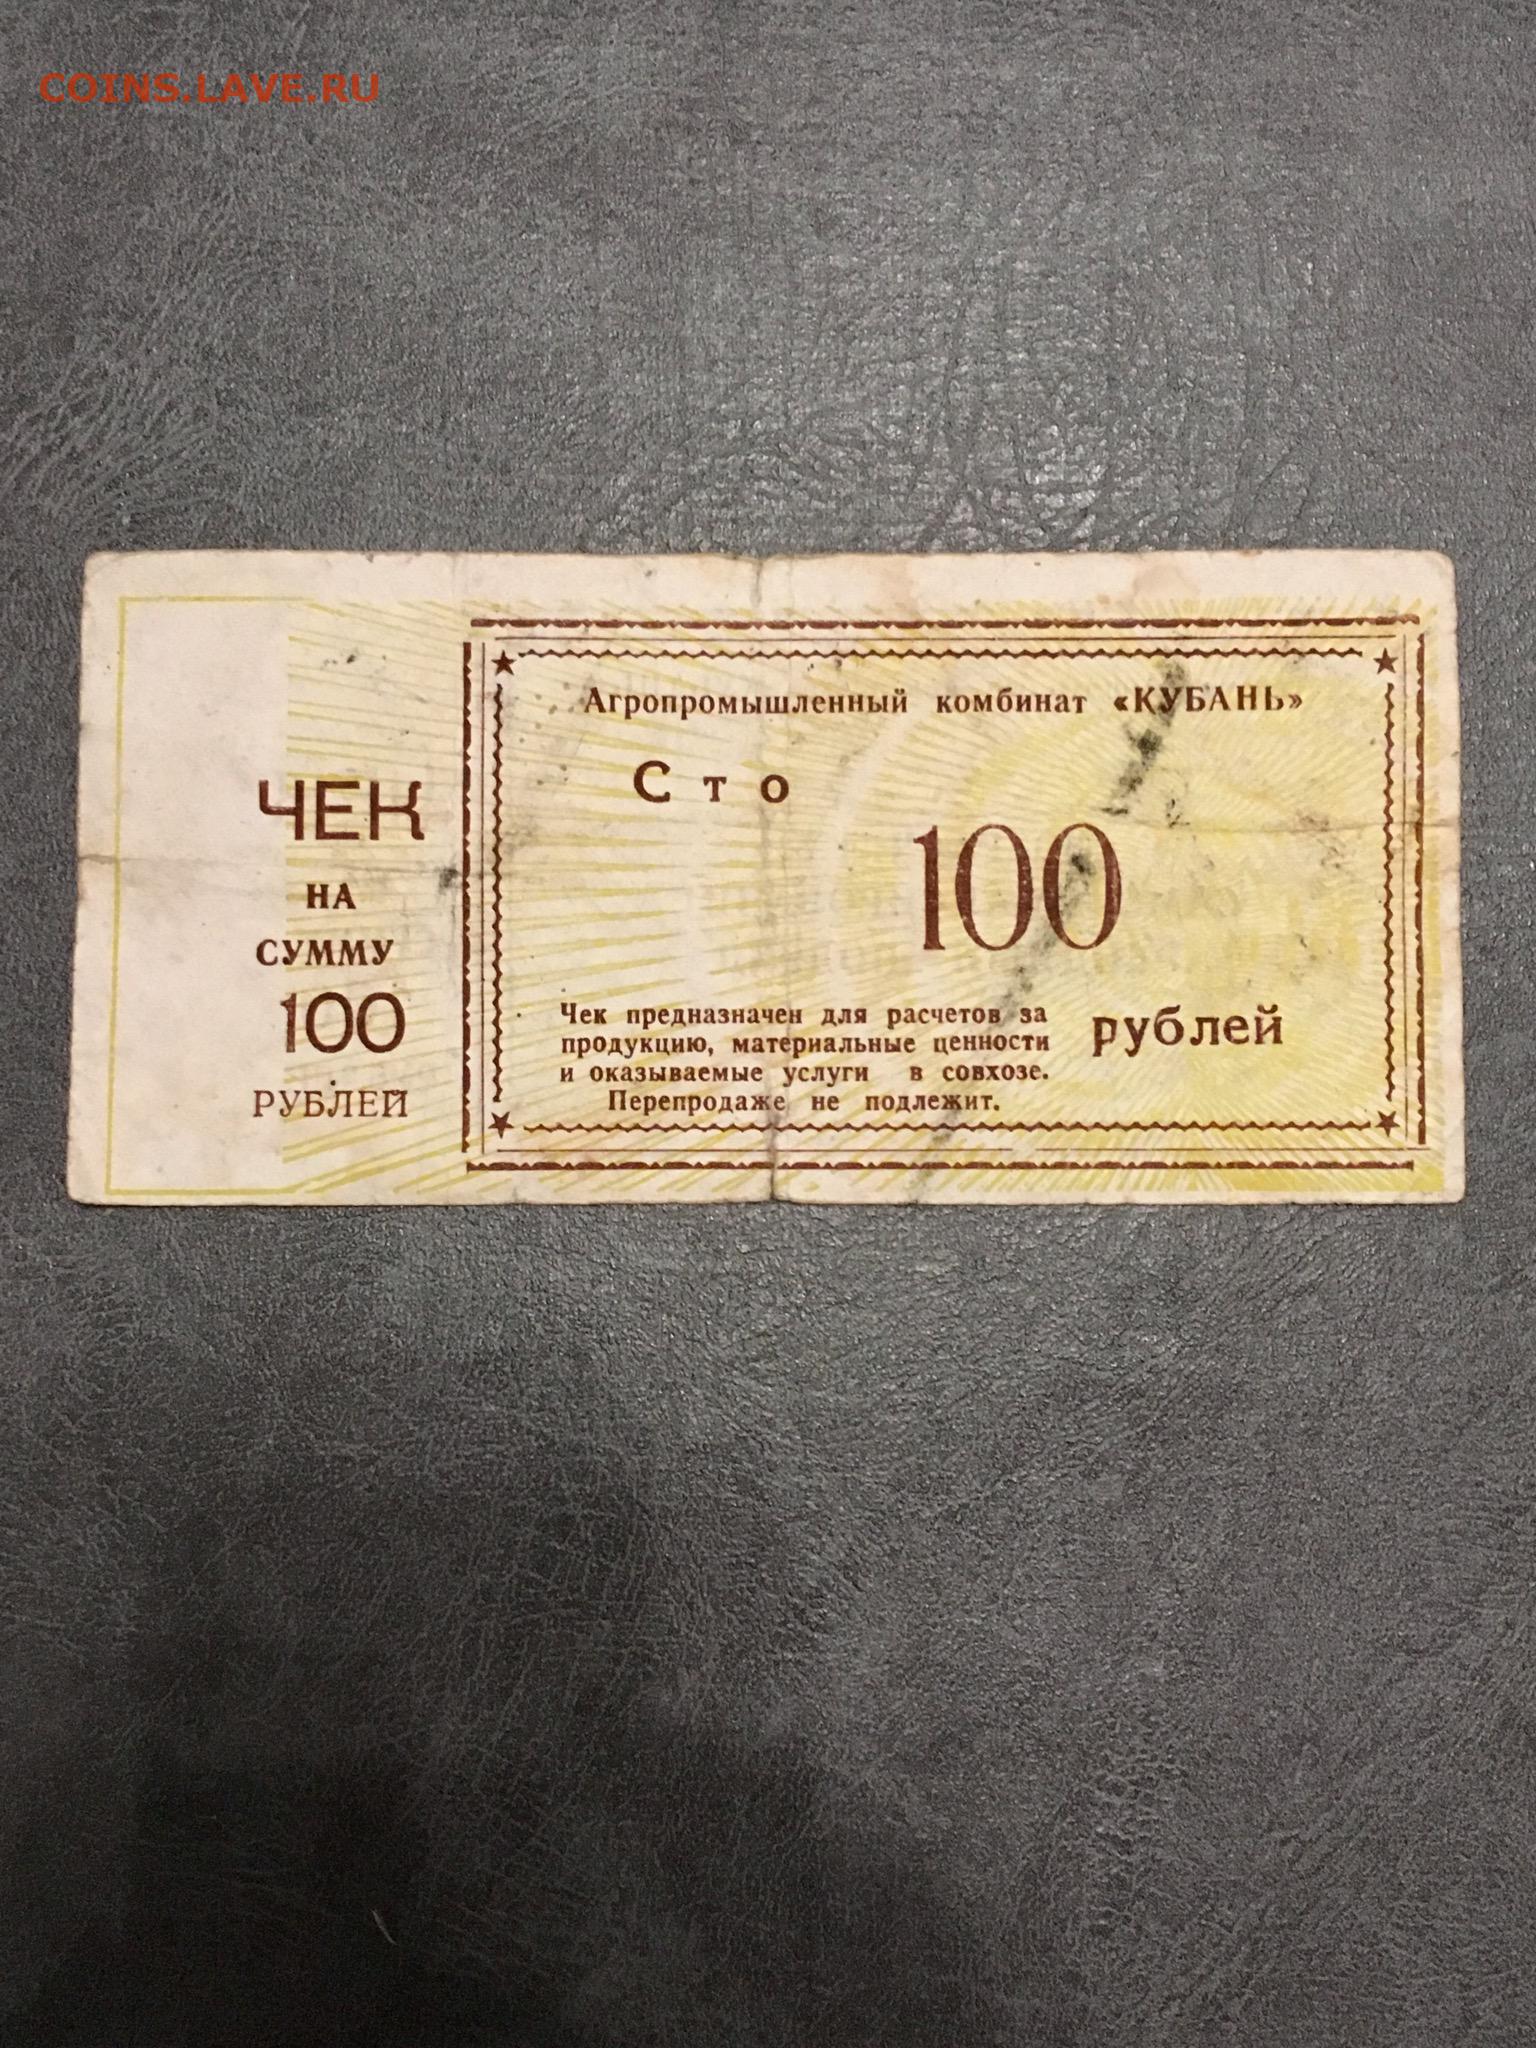 COINS.LAVE.RU
ЧЕК
НА
СУММУ
100
РУБЛЕЙ
Агропромышленный комбинат «КУБАНЬ»
Сто
100
рублей
Чек предназначен для расчетов за
продукцию, материальные ценности
и оказываемые услуги в совхозе.
Перепродаже не подлежит.